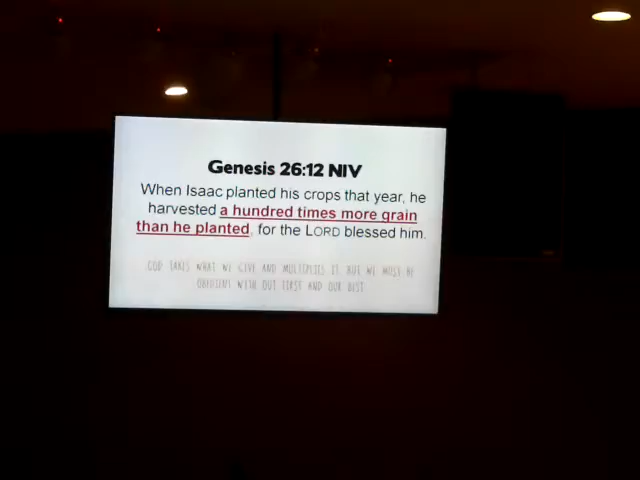 Genesis 26:12 NIV
When Isaac planted his crops that year, he
harvested a hundred times more grain
than he planted, for the LORD blessed him.
GOD TAKES WHAT WE GIVE AND MULTIPLIES IT BUT WE MUST BE
OBEDIENT WITH OUR FIRST AND OUR BEST